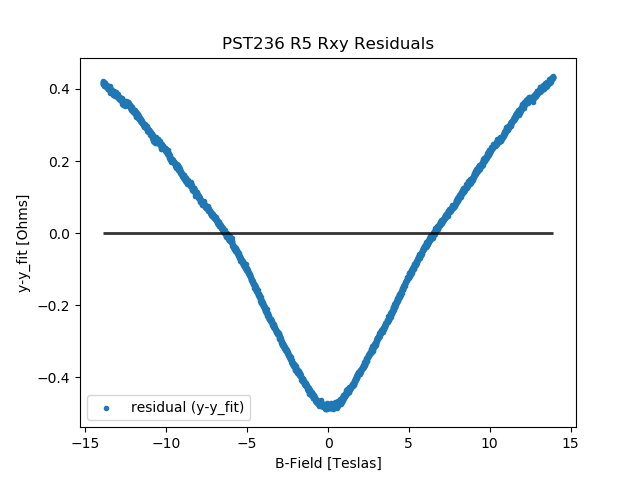 PST236 R5 Rxy Residuals
y-y_fit [Ohms]
0.4
0.2
0.0
−0.2
−0.4
residual (y-y_fit)
−15 −10 −5 0 5 10 15
B-Field [Teslas]